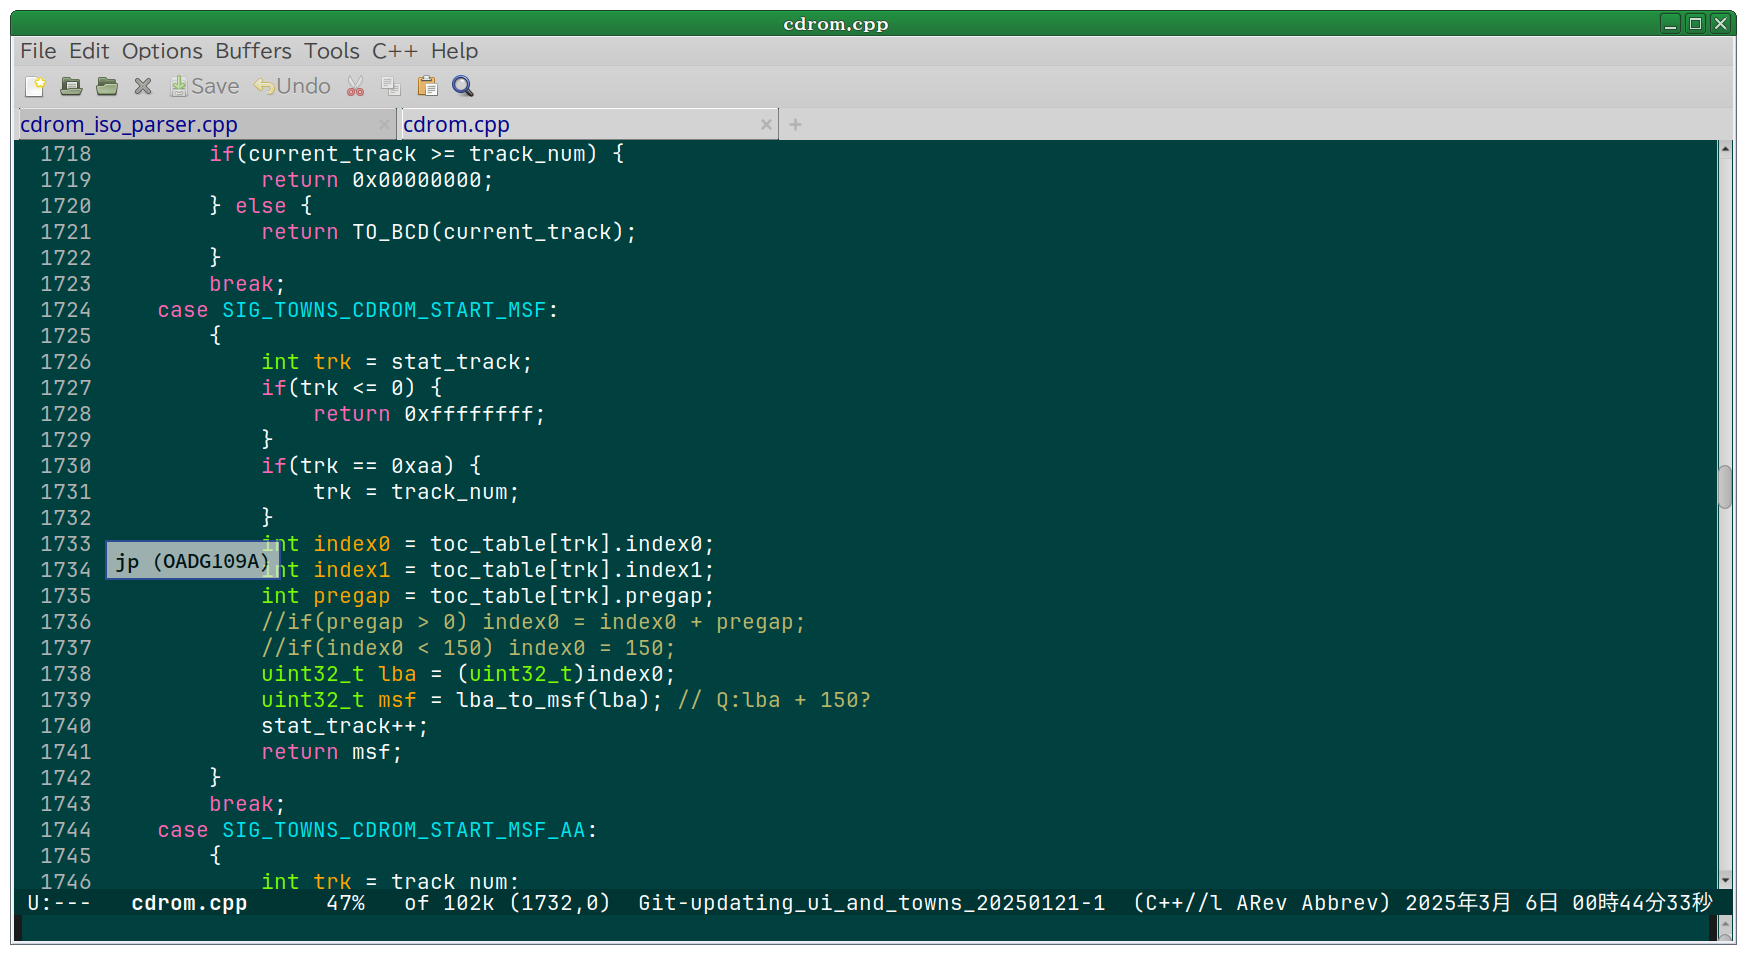 cdrom.cpp
File Edit Options Buffers Tools C++ Help
Save Undo
cdrom_iso_parser.cpp cdrom.cpp
1718 if(current_track >= track_num) {
1719 return 0x00000000;
1720 } else {
1721 return TO_BCD(current_track);
1722 }
1723 break;
1724 case SIG_TOWNS_CDROM_START_MSF:
1725 {
1726 int trk = stat_track;
1727 if(trk <= 0) {
1728 return 0xffffffff;
1729 }
1730 if(trk == 0xaa) {
1731 trk = track_num;
1732 }
1733 int index0 = toc_table[trk].index0;
jp (OADG109A)
1734 int index1 = toc_table[trk].index1;
1735 int pregap = toc_table[trk].pregap;
1736 //if(pregap > 0) index0 = index0 + pregap;
1737 //if(index0 < 150) index0 = 150;
1738 uint32_t lba = (uint32_t)index0;
1739 uint32_t msf = lba_to_msf(lba); // Q:lba + 150?
1740 stat_track++;
1741 return msf;
1742 }
1743 break;
1744 case SIG_TOWNS_CDROM_START_MSF_AA:
1745 {
1746 int trk = track_num;
U:--- cdrom.cpp 47% of 102k (1732,0) Git-updating_ui_and_towns_20250121-1 (C++//l ARev Abbrev) 2025年3月 6日 00時44分33秒